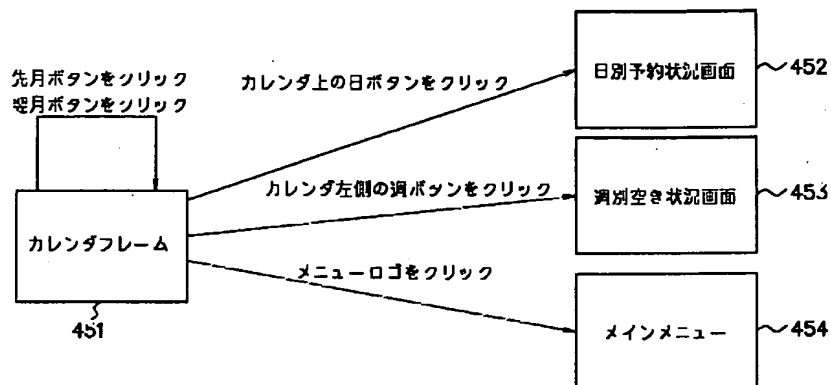 先月ボタンをクリック
翌月ボタンをクリック
カレンダ上の日ボタンをクリック
日別予約状況画面
452
カレンダ左側の週ボタンをクリック
週別空き状況画面
453
カレンダフレーム
451
メニューロゴをクリック
メインメニュー
454